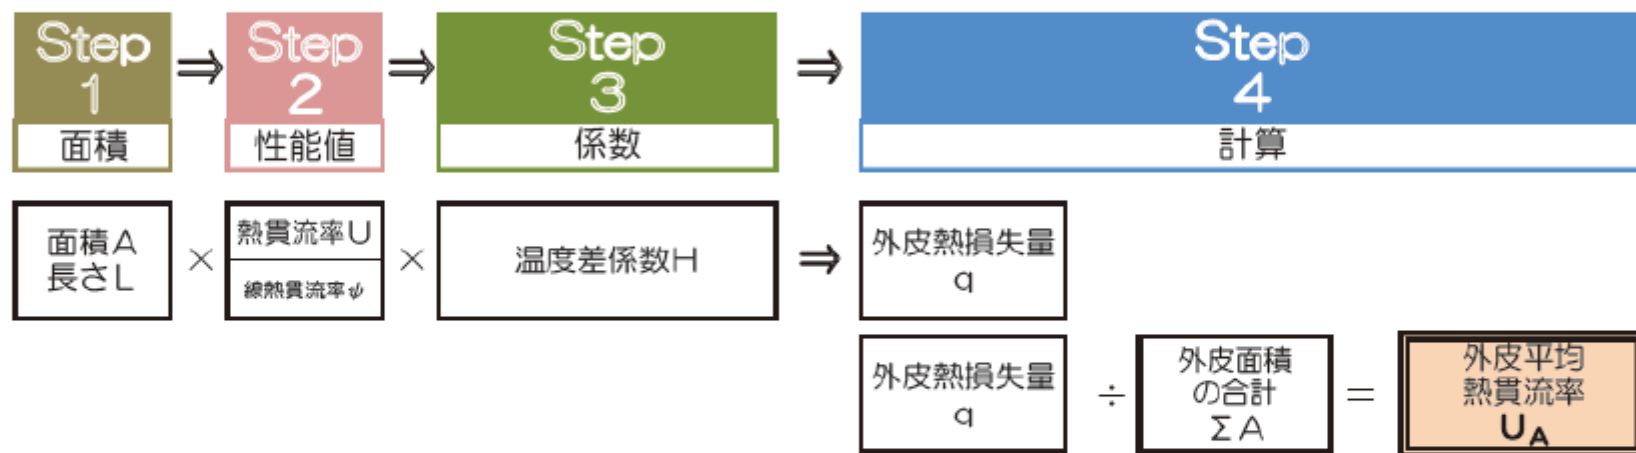 Step
1
⇒
Step
2
⇒
Step
3
⇒
Step
4
面積
性能値
係数
計算
面積A
長さL
×
熱貫流率U
線熱貫流率ψ
×
温度差係数H
⇒
外皮熱損失量
q
外皮熱損失量
q
÷
外皮面積
の合計
ΣA
=
外皮平均
熱貫流率
UA